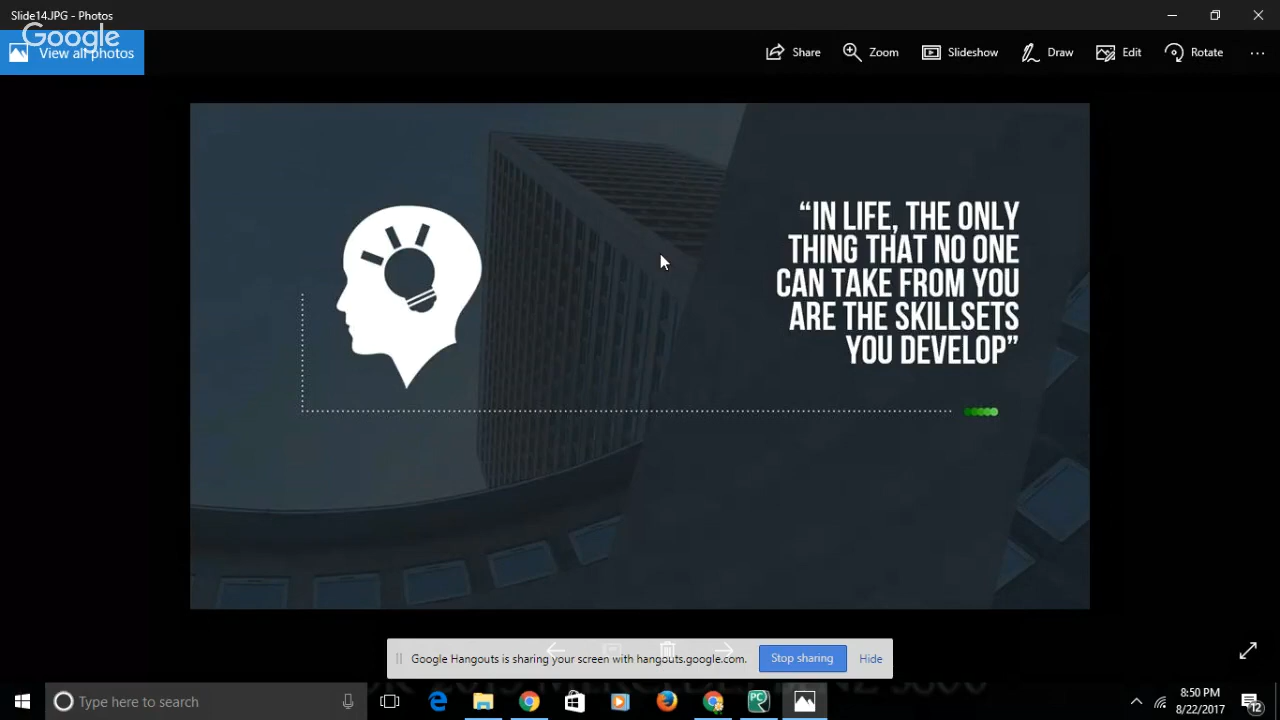 Slide14.JPG - Photos
Google
View all photos
Share
Zoom
Slideshow
Draw
Edit
Rotate
“IN LIFE, THE ONLY
THING THAT NO ONE
CAN TAKE FROM YOU
ARE THE SKILLSETS
YOU DEVELOP”
Google Hangouts is sharing your screen with hangouts.google.com.
Stop sharing
Hide
Type here to search
8:50 PM
8/22/2017
12